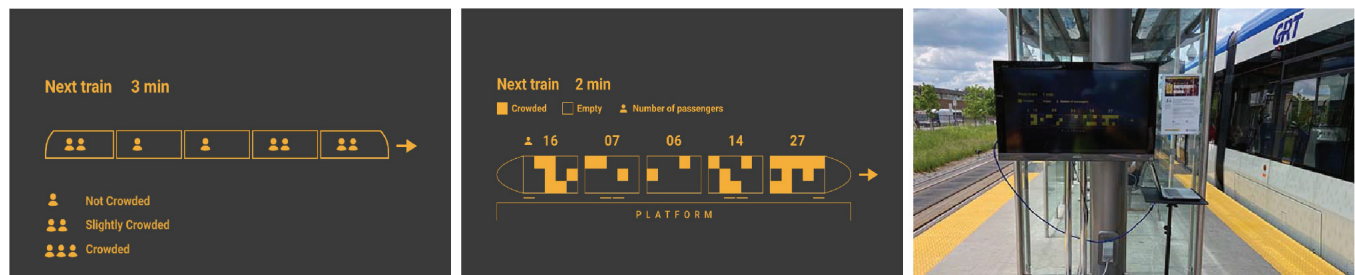 Next train 3 min
Not Crowded
Slightly Crowded
Crowded
Next train 2 min
Crowded Empty Number of passengers
16 07 06 14 27
PLATFORM
GRT